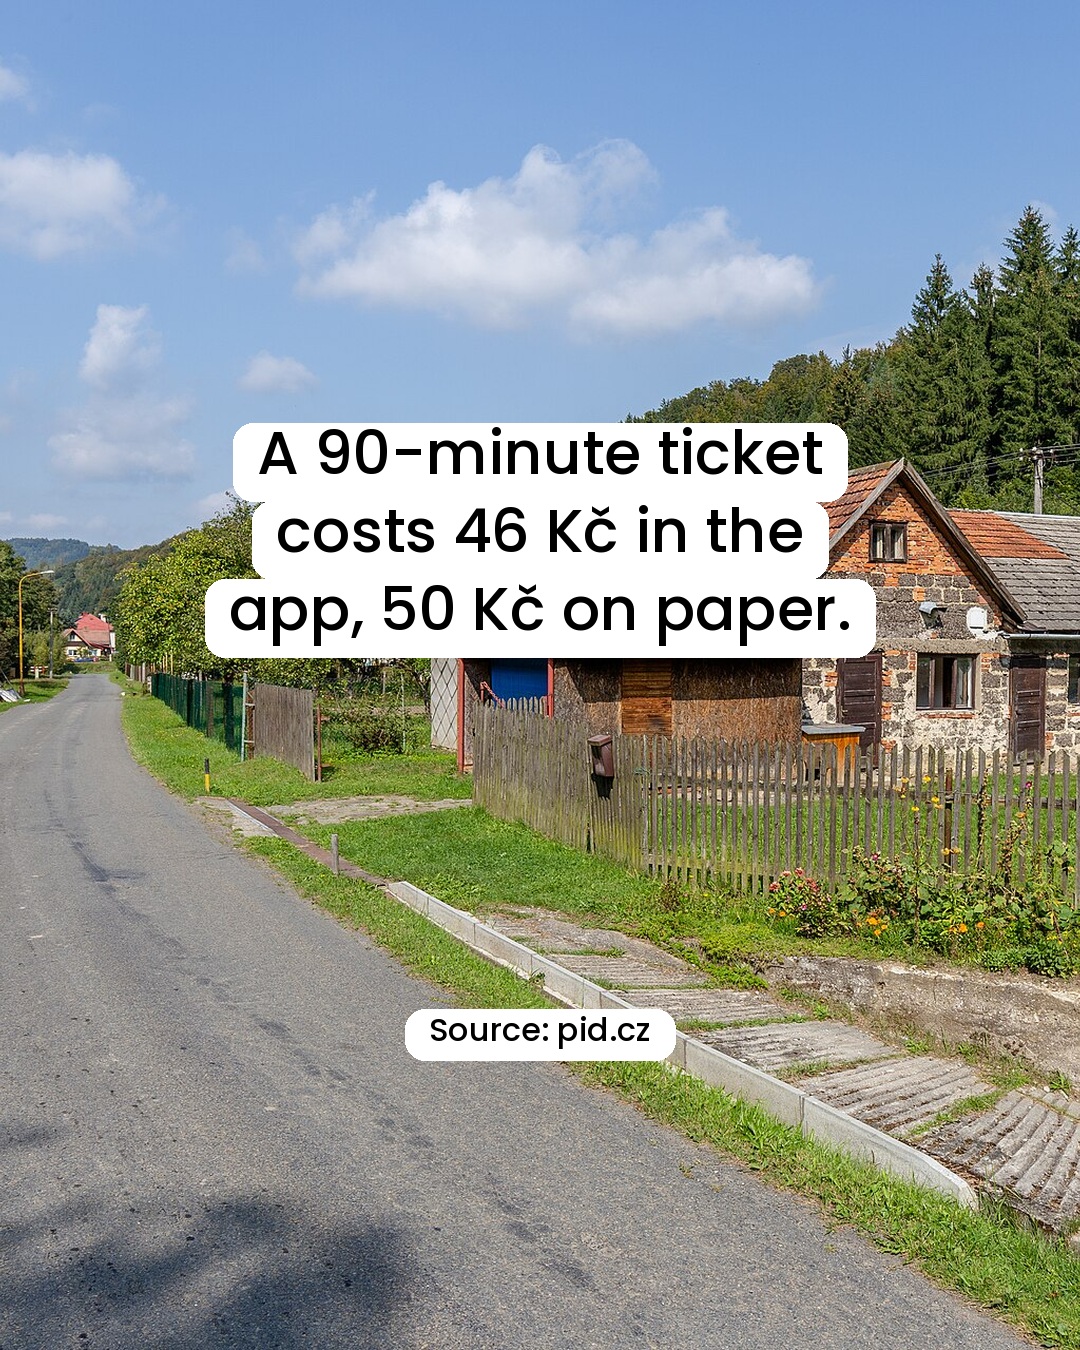 A 90-minute ticket
costs 46 Kč in the
app, 50 Kč on paper.
Source: pid.cz